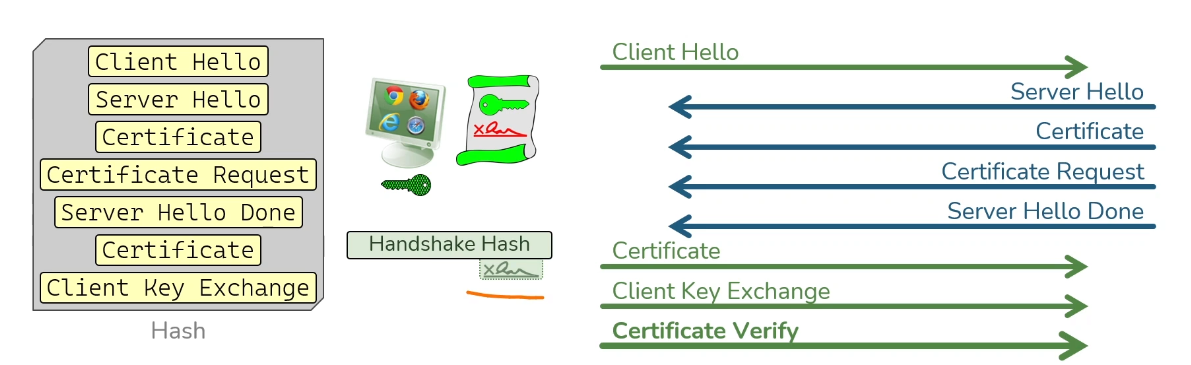 Client Hello
Server Hello
Certificate
Certificate Request
Server Hello Done
Certificate
Client Key Exchange
Hash
Handshake Hash
Client Hello
Server Hello
Certificate
Certificate Request
Server Hello Done
Certificate
Client Key Exchange
Certificate Verify